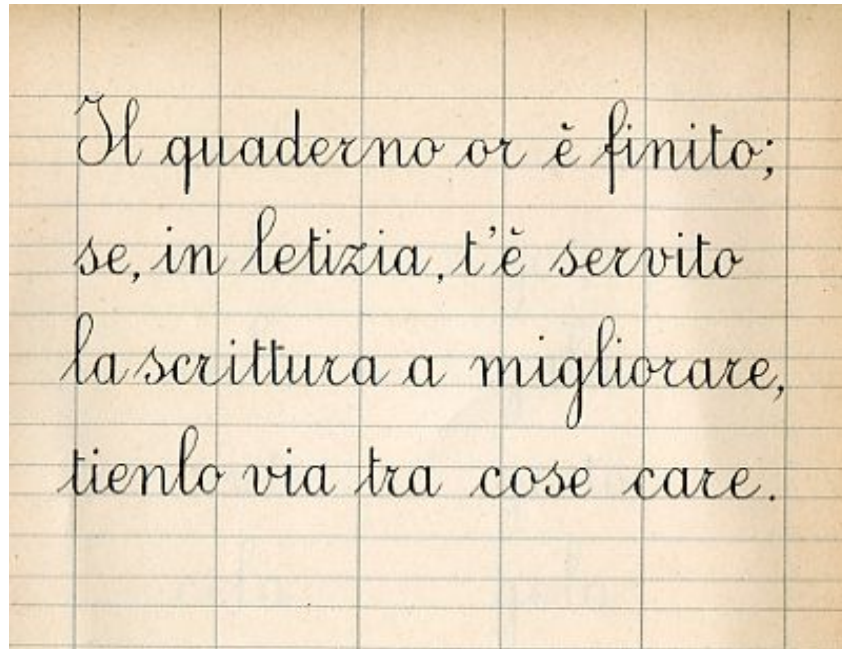 Il quaderno or è finito;
se, in letizia, t'è servito
la scrittura a migliorare,
tienlo via tra cose care.